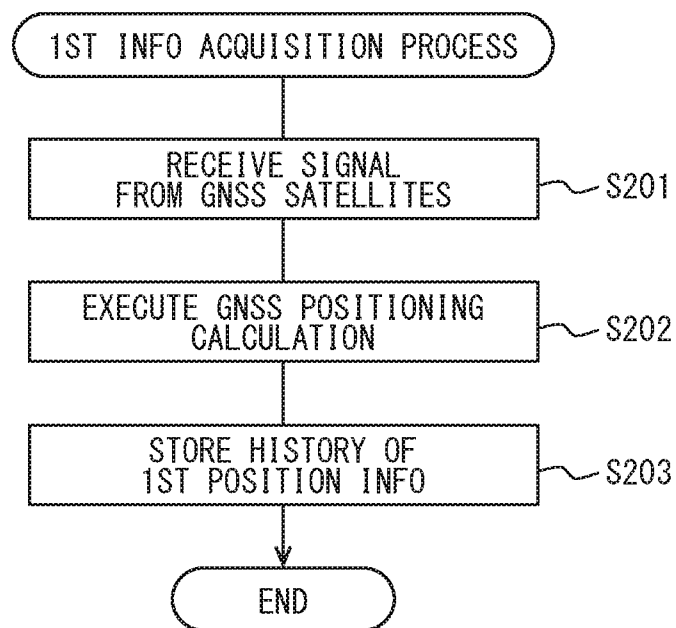 1ST INFO ACQUISITION PROCESS
RECEIVE SIGNAL
FROM GNSS SATELLITES
S201
EXECUTE GNSS POSITIONING
CALCULATION
S202
STORE HISTORY OF
1ST POSITION INFO
S203
END